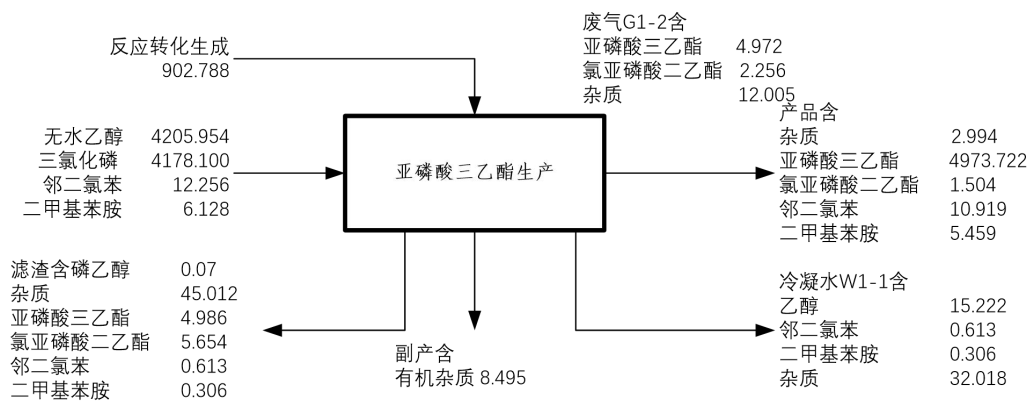 反应转化生成
902.788
废气G1-2含
亚磷酸三乙酯 4.972
氯亚磷酸二乙酯 2.256
杂质 12.005
无水乙醇 4205.954
三氯化磷 4178.100
邻二氯苯 12.256
二甲基苯胺 6.128
亚磷酸三乙酯生产
产品含
杂质 2.994
亚磷酸三乙酯 4973.722
氯亚磷酸二乙酯 1.504
邻二氯苯 10.919
二甲基苯胺 5.459
滤渣含磷乙醇 0.07
杂质 45.012
亚磷酸三乙酯 4.986
氯亚磷酸二乙酯 5.654
邻二氯苯 0.613
二甲基苯胺 0.306
副产含
有机杂质 8.495
冷凝水W1-1含
乙醇 15.222
邻二氯苯 0.613
二甲基苯胺 0.306
杂质 32.018